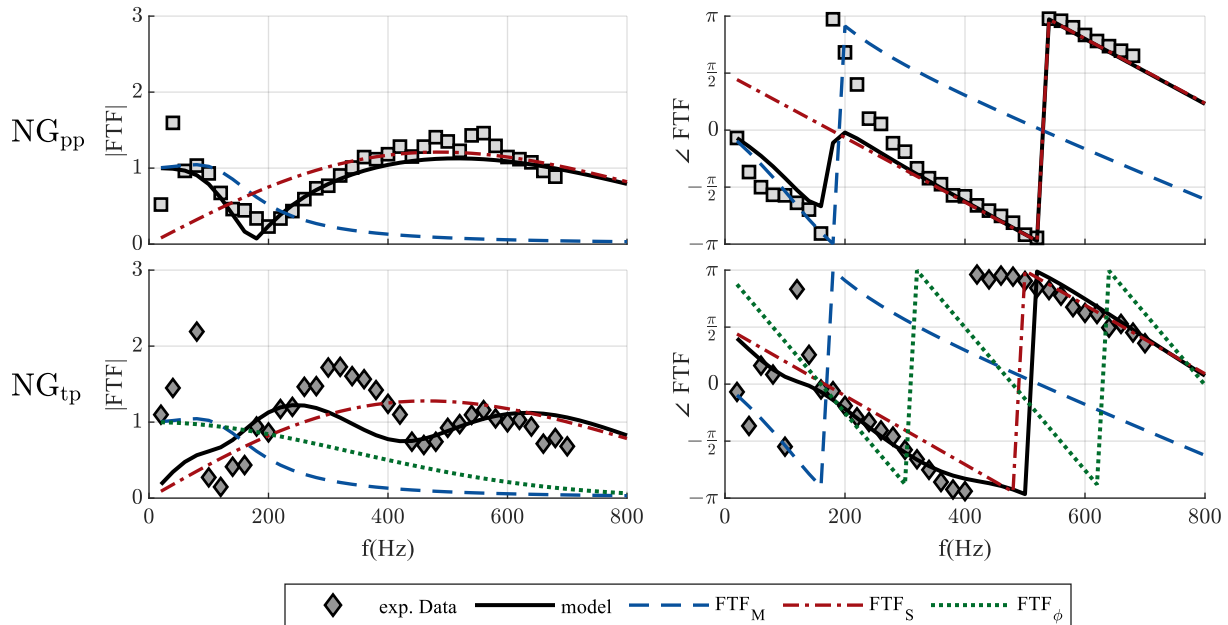 3
2
1
0
|FTF|
NG_pp
π
π/2
0
−π/2
−π
∠ FTF
3
2
1
0
|FTF|
NG_tp
0 200 400 600 800
f(Hz)
π
π/2
0
−π/2
−π
∠ FTF
0 200 400 600 800
f(Hz)
exp. Data model FTF_M FTF_S FTF_ϕ